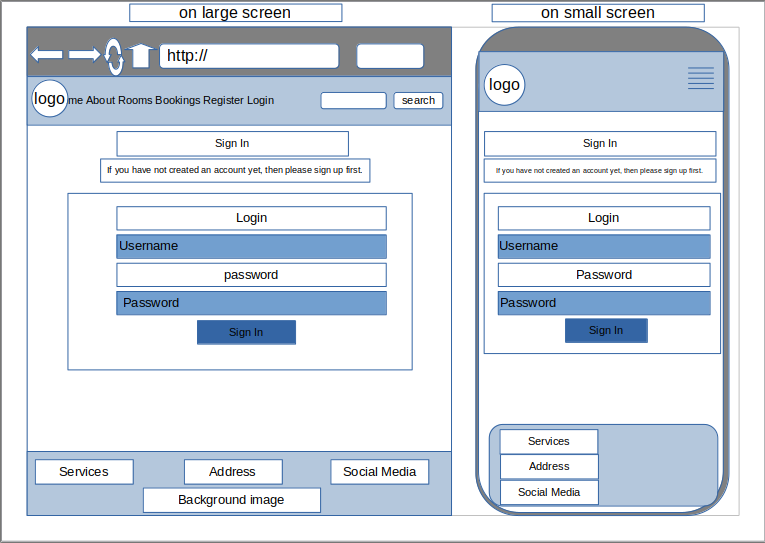 on large screen
http://
logo
me About Rooms Bookings Register Login
search
Sign In
If you have not created an account yet, then please sign up first.
Login
Username
password
Password
Sign In
Services
Address
Social Media
Background image
on small screen
logo
Sign In
If you have not created an account yet, then please sign up first.
Login
Username
Password
Password
Sign In
Services
Address
Social Media